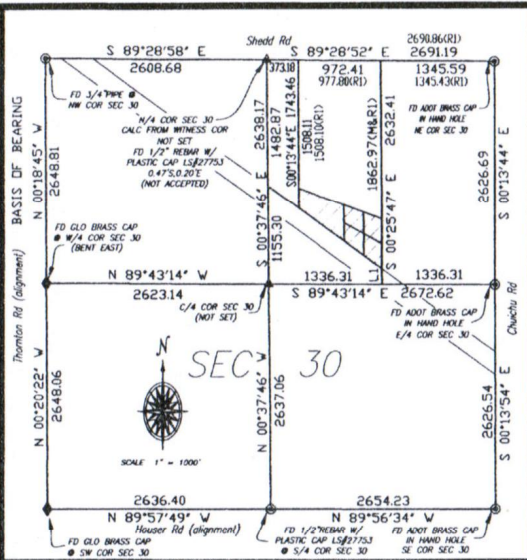 Shedd Rd
2690.86(R1)
S 89°28'58" E
S 89°28'52" E
2691.19
2608.68
373.18
972.41
977.80(R1)
1345.59
1345.43(R1)
FD 3/4" PIPE @
NW COR SEC 30
N/4 COR SEC 30
CALC FROM WITNESS COR
NOT SET
FD 1/2" REBAR W/
PLASTIC CAP LS#27753
0.47'S,0.20'E
(NOT ACCEPTED)
FD ADOT BRASS CAP
IN HAND HOLE
NE COR SEC 30
BASIS OF BEARING
N 00°18'45" W
2648.81
2638.17
1482.87
S 00°37'46" E
1155.30
S00°13'44"E 1743.46
1508.11
1508.10(R1)
1862.97(M&R1)
2632.41
S 00°25'47" E
2626.69
S 00°13'44" E
FD GLO BRASS CAP
@ W/4 COR SEC 30
(BENT EAST)
Thornton Rd (alignment)
N 89°43'14" W
2623.14
1336.31
L1
1336.31
S 89°43'14" E
2672.62
C/4 COR SEC 30
(NOT SET)
FD ADOT BRASS CAP
IN HAND HOLE
E/4 COR SEC 30
Chuichu Rd
N
SEC 30
SCALE 1" = 1000'
N 00°20'22" W
2648.06
N 00°37'46" W
2637.06
S 00°13'54" E
2626.54
2636.40
2654.23
N 89°57'49" W
N 89°56'34" W
Houser Rd (alignment)
FD GLO BRASS CAP
@ SW COR SEC 30
FD 1/2"REBAR W/
PLASTIC CAP LS#27753
@ S/4 COR SEC 30
FD ADOT BRASS CAP
IN HAND HOLE
SE COR SEC 30